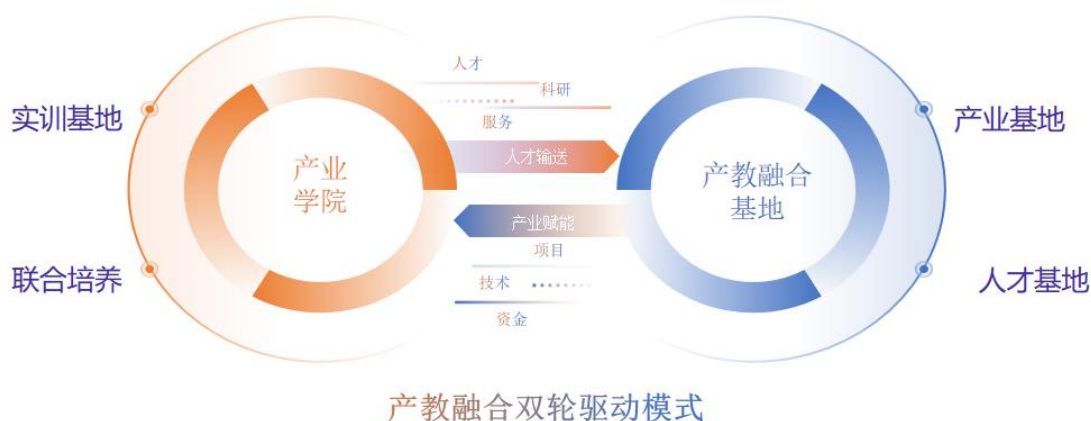 人才
科研
服务
实训基地
产业基地
人才输送
产业
学院
产教融合
基地
产业赋能
项目
联合培养
技术
人才基地
资金
产教融合双轮驱动模式